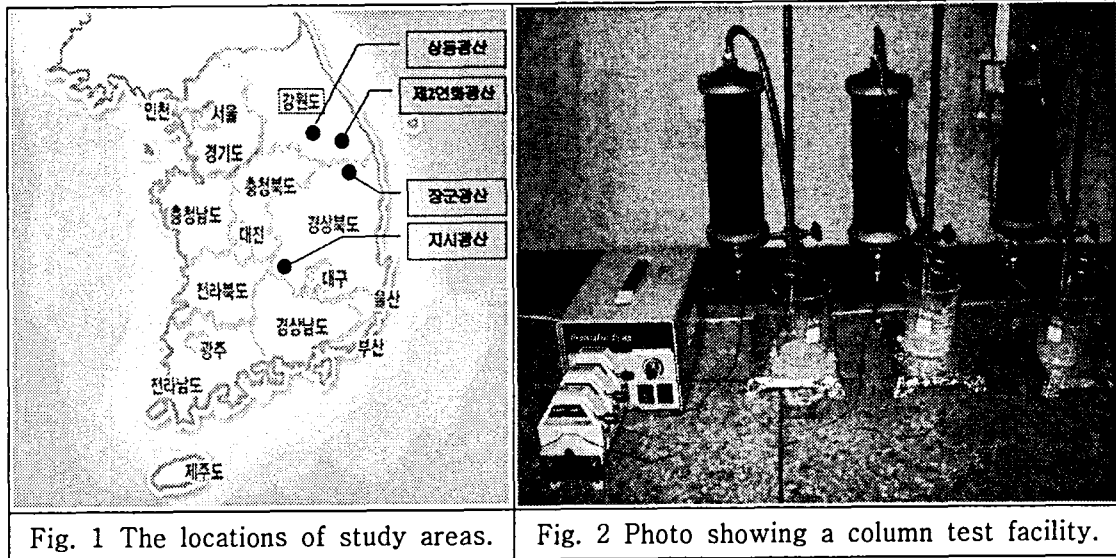 상동광산
제2연화광산
강원도
인천
서울
경기도
충청북도
장군광산
충청남도
경상북도
대전
지시광산
전라북도
대구
울산
경상남도
광주
부산
전라남도
제주도
Fig. 1 The locations of study areas.
Fig. 2 Photo showing a column test facility.